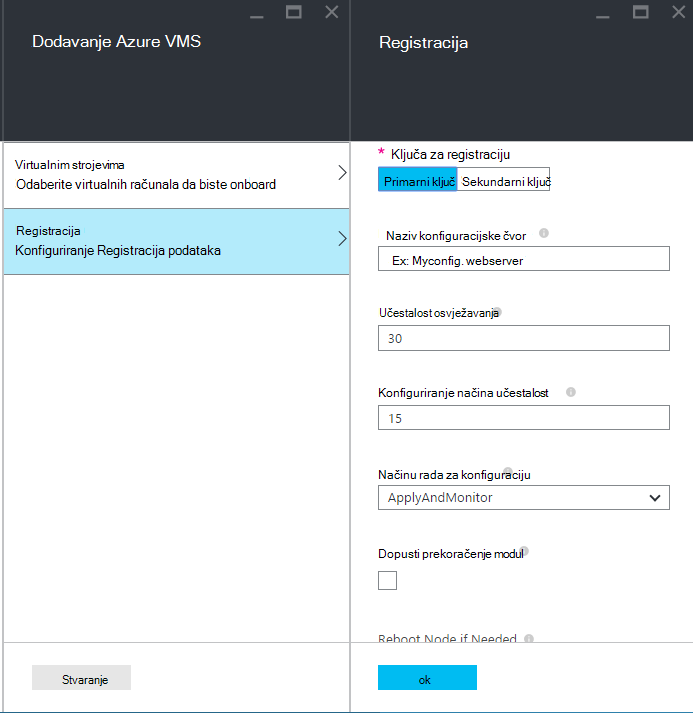 Dodavanje Azure VMS
Virtualnim strojevima
Odaberite virtualnih računala da biste onboard
Registracija
Konfiguriranje Registracija podataka
Stvaranje
Registracija
* Ključa za registraciju
Primarni ključ Sekundarni ključ
Naziv konfiguracijske čvor
Ex: Myconfig. webserver
Učestalost osvježavanja
30
Konfiguriranje načina učestalost
15
Načinu rada za konfiguraciju
ApplyAndMonitor
Dopusti prekoračenje modul
Reboot Node if Needed
ok